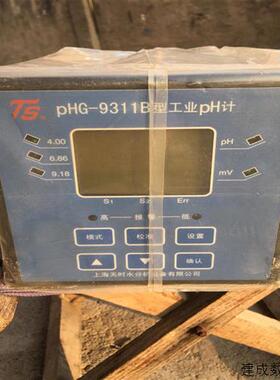 TS pHG-9311B型工业pH计
4.00
pH
6.86
9.18
mV
S1 S2 Err
高 报警 低
模式 校准 设置
确认
上海天时水分析设备有限公司